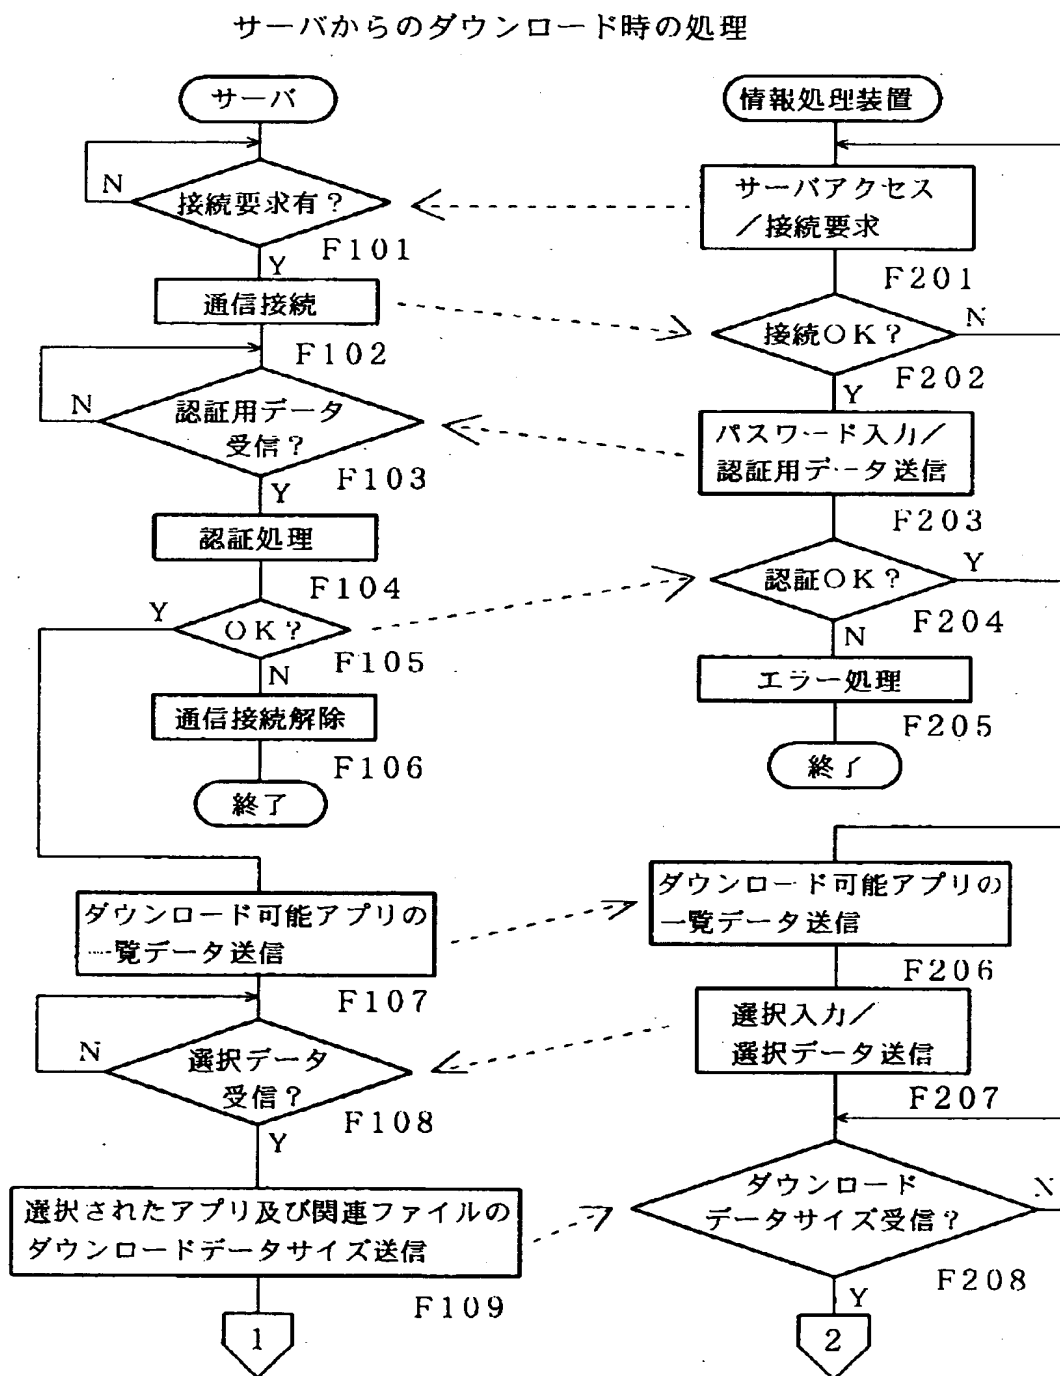 サーバからのダウンロード時の処理
サーバ
N
接続要求有？
F101
Y
通信接続
F102
N
認証用データ
受信？
F103
Y
認証処理
F104
Y
OK？
F105
N
通信接続解除
F106
終了
ダウンロード可能アプリの
一覧データ送信
F107
N
選択データ
受信？
F108
Y
選択されたアプリ及び関連ファイルの
ダウンロードデータサイズ送信
F109
1
情報処理装置
サーバアクセス
／接続要求
F201
接続OK？
N
F202
Y
パスワード入力／
認証用データ送信
F203
認証OK？
Y
F204
N
エラー処理
F205
終了
ダウンロード可能アプリの
一覧データ送信
F206
選択入力／
選択データ送信
F207
ダウンロード
データサイズ受信？
N
F208
Y
2